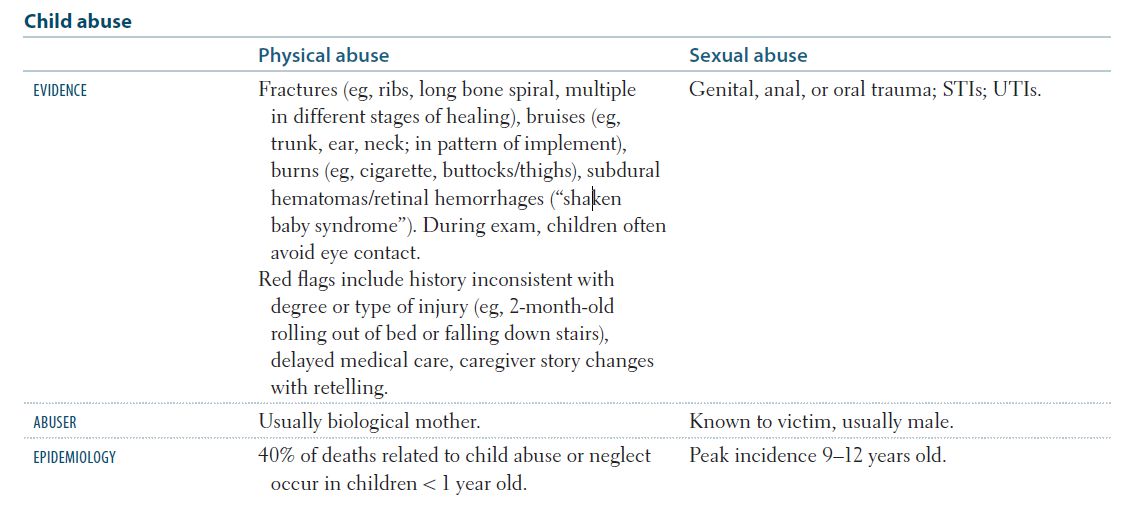 Child abuse
Physical abuse Sexual abuse
EVIDENCE Fractures (eg, ribs, long bone spiral, multiple Genital, anal, or oral trauma; STIs; UTIs.
in different stages of healing), bruises (eg,
trunk, ear, neck; in pattern of implement),
burns (eg, cigarette, buttocks/thighs), subdural
hematomas/retinal hemorrhages (“shaken
baby syndrome”). During exam, children often
avoid eye contact.
Red flags include history inconsistent with
degree or type of injury (eg, 2-month-old
rolling out of bed or falling down stairs),
delayed medical care, caregiver story changes
with retelling.
ABUSER Usually biological mother. Known to victim, usually male.
EPIDEMIOLOGY 40% of deaths related to child abuse or neglect Peak incidence 9–12 years old.
occur in children < 1 year old.